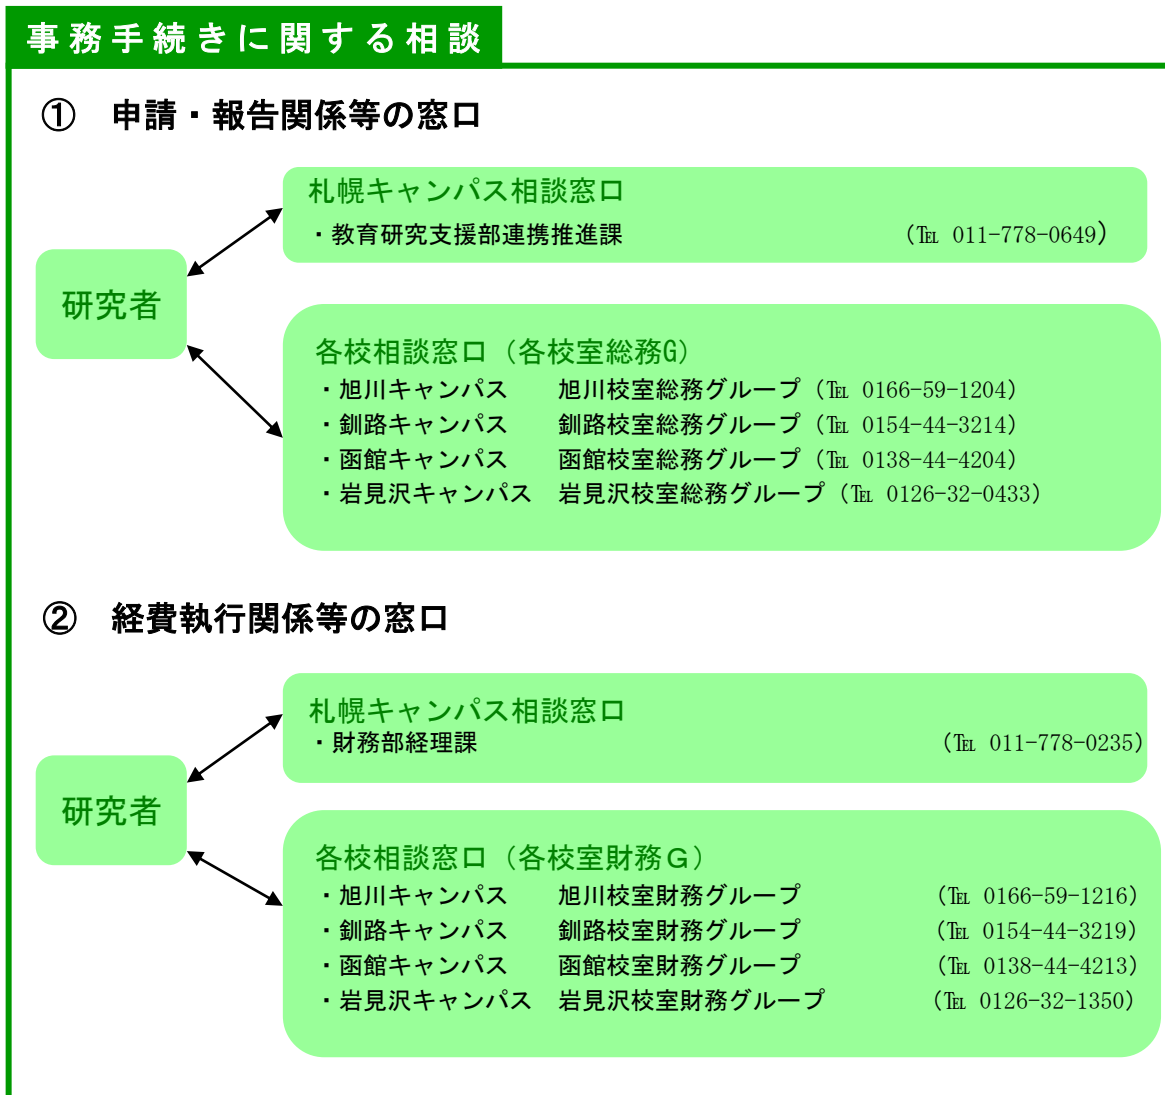 事務手続きに関する相談
① 申請・報告関係等の窓口
札幌キャンパス相談窓口
・教育研究支援部連携推進課 (℡ 011-778-0649)
研究者
各校相談窓口(各校室総務G)
・旭川キャンパス 旭川校室総務グループ(℡ 0166-59-1204)
・釧路キャンパス 釧路校室総務グループ(℡ 0154-44-3214)
・函館キャンパス 函館校室総務グループ(℡ 0138-44-4204)
・岩見沢キャンパス 岩見沢校室総務グループ(℡ 0126-32-0433)
② 経費執行関係等の窓口
札幌キャンパス相談窓口
・財務部経理課 (℡ 011-778-0235)
研究者
各校相談窓口(各校室財務G)
・旭川キャンパス 旭川校室財務グループ (℡ 0166-59-1216)
・釧路キャンパス 釧路校室財務グループ (℡ 0154-44-3219)
・函館キャンパス 函館校室財務グループ (℡ 0138-44-4213)
・岩見沢キャンパス 岩見沢校室財務グループ (℡ 0126-32-1350)